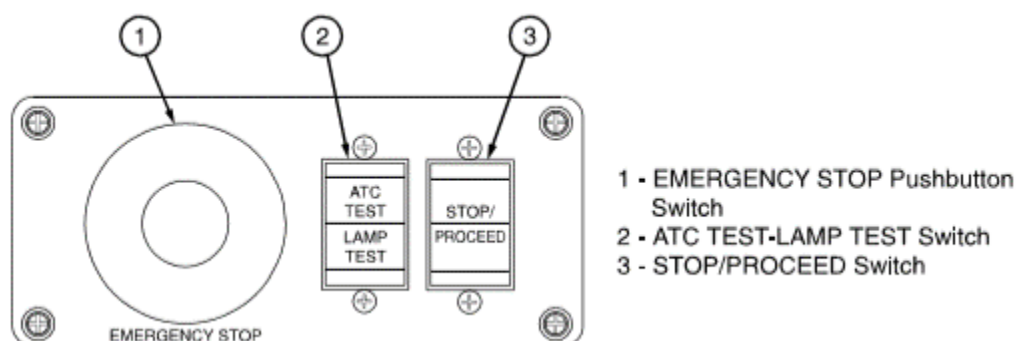 1
2
3
ATC
TEST
LAMP
TEST
STOP/
PROCEED
EMERGENCY STOP
1 - EMERGENCY STOP Pushbutton
Switch
2 - ATC TEST-LAMP TEST Switch
3 - STOP/PROCEED Switch